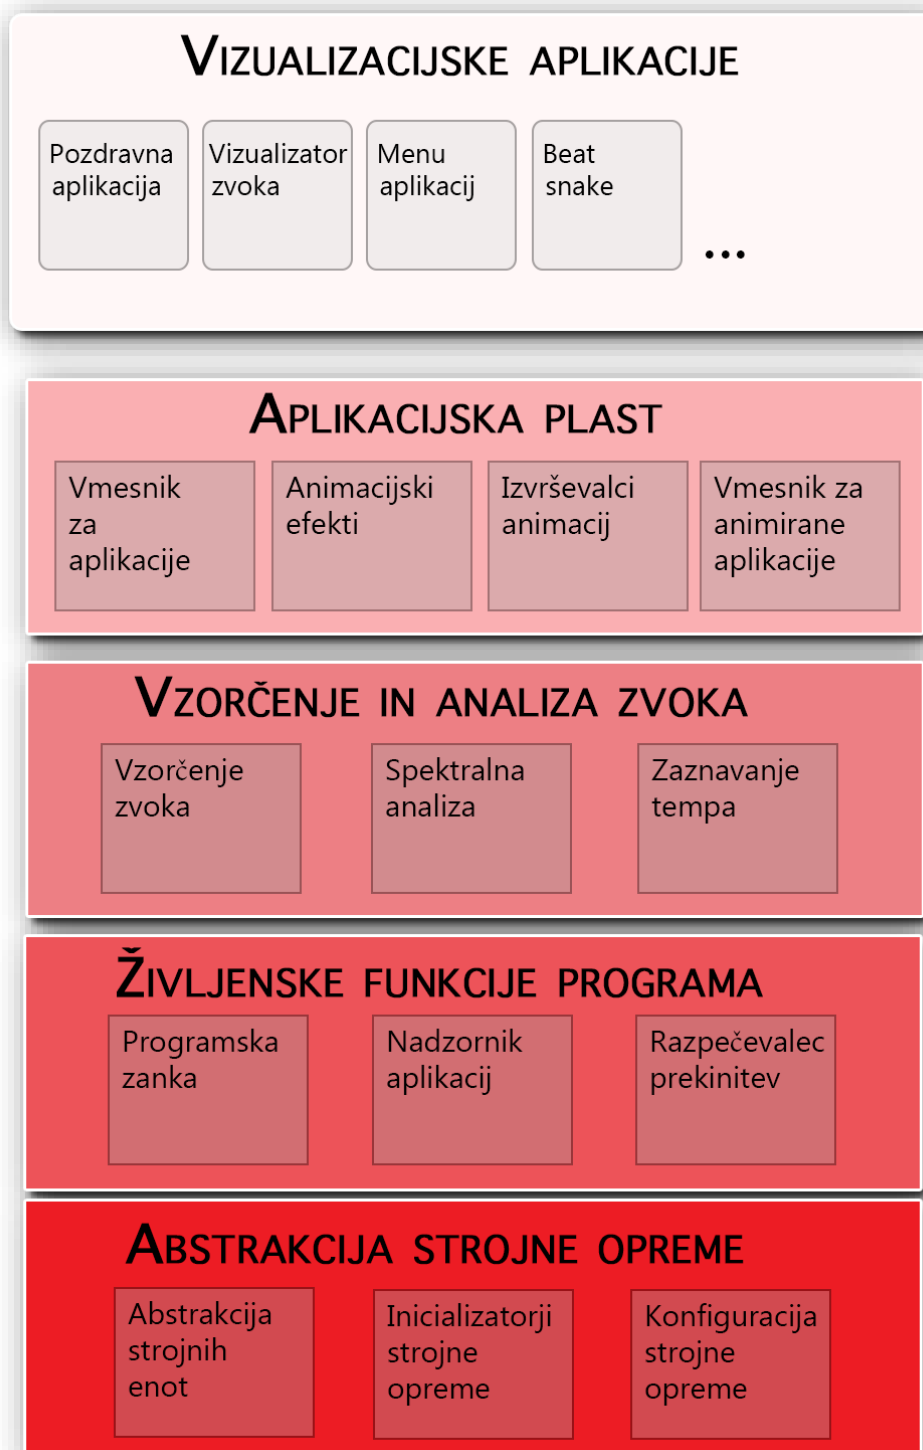 VIZUALIZACIJSKE APLIKACIJE
Pozdravna
aplikacija
Vizualizator
zvoka
Menu
aplikacij
Beat
snake
...
APLIKACIJSKA PLAST
Vmesnik
za
aplikacije
Animacijski
efekti
Izvrševalci
animacij
Vmesnik za
animirane
aplikacije
VZORČENJE IN ANALIZA ZVOKA
Vzorčenje
zvoka
Spektralna
analiza
Zaznavanje
tempa
ŽIVLJENSKE FUNKCIJE PROGRAMA
Programska
zanka
Nadzornik
aplikacij
Razpečevalec
prekinitev
ABSTRAKCIJA STROJNE OPREME
Abstrakcija
strojnih
enot
Inicializatorji
strojne
opreme
Konfiguracija
strojne
opreme